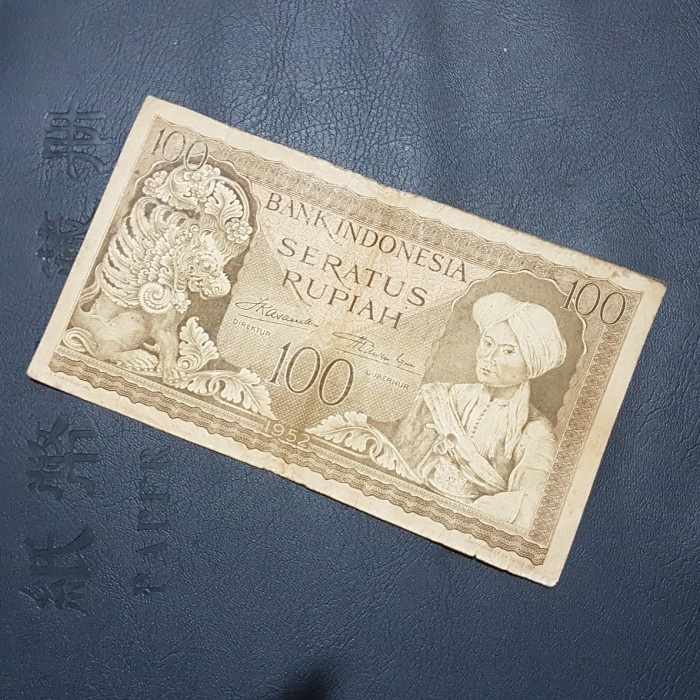 100
BANK INDONESIA
SERATUS
RUPIAH
100
DIREKTUR
GUBERNUR
100
1952
紙幣
PAPER